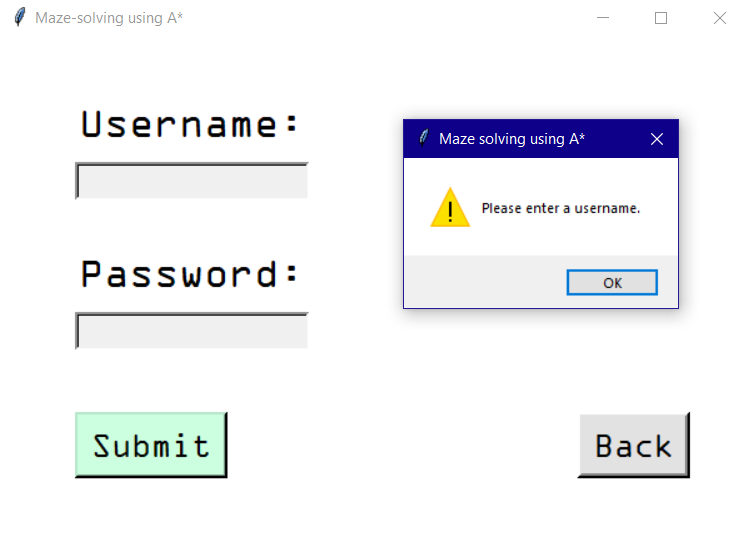 Maze-solving using A*
Username:
Maze solving using A*
Please enter a username.
OK
Password:
Submit
Back